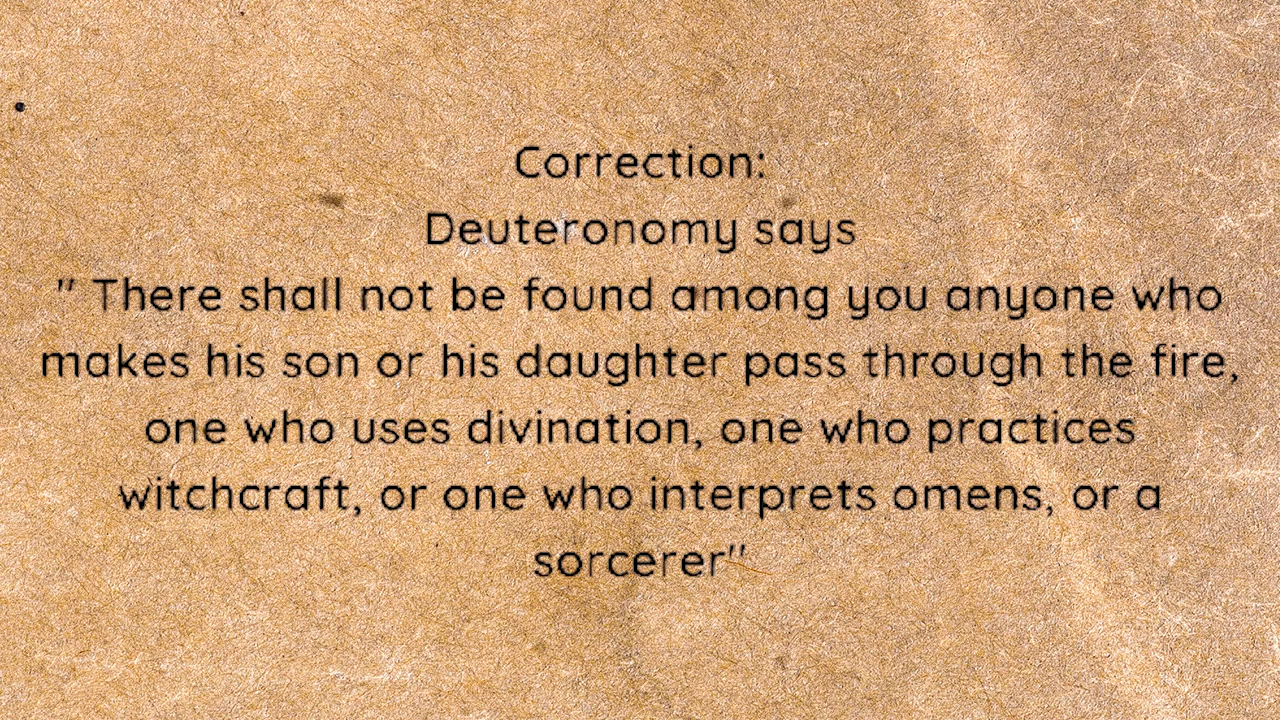 Correction:
Deuteronomy says
" There shall not be found among you anyone who
makes his son or his daughter pass through the fire,
one who uses divination, one who practices
witchcraft, or one who interprets omens, or a
sorcerer"